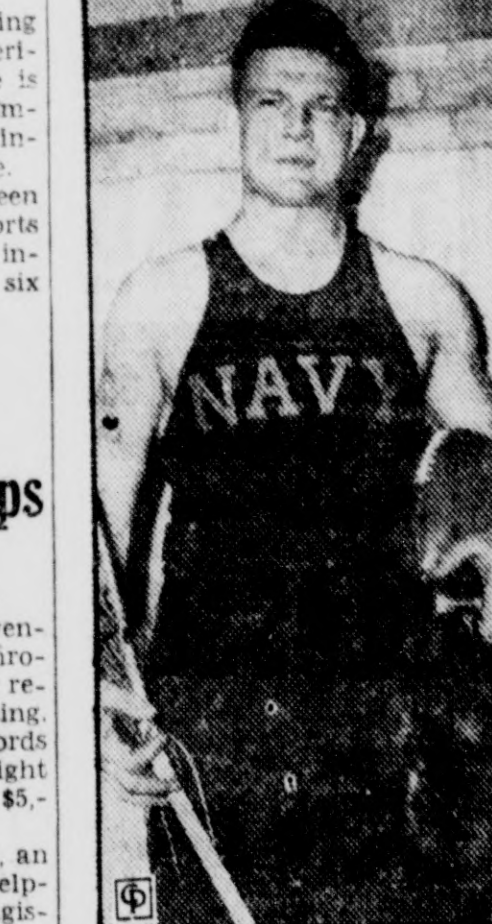 ing
eri-
is
m-
in-
e.
een
orts
in-
six
ps
en-
hro-
re-
ing.
ords
ight
$5,-
, an
elp-
gis-
NAVY
CP